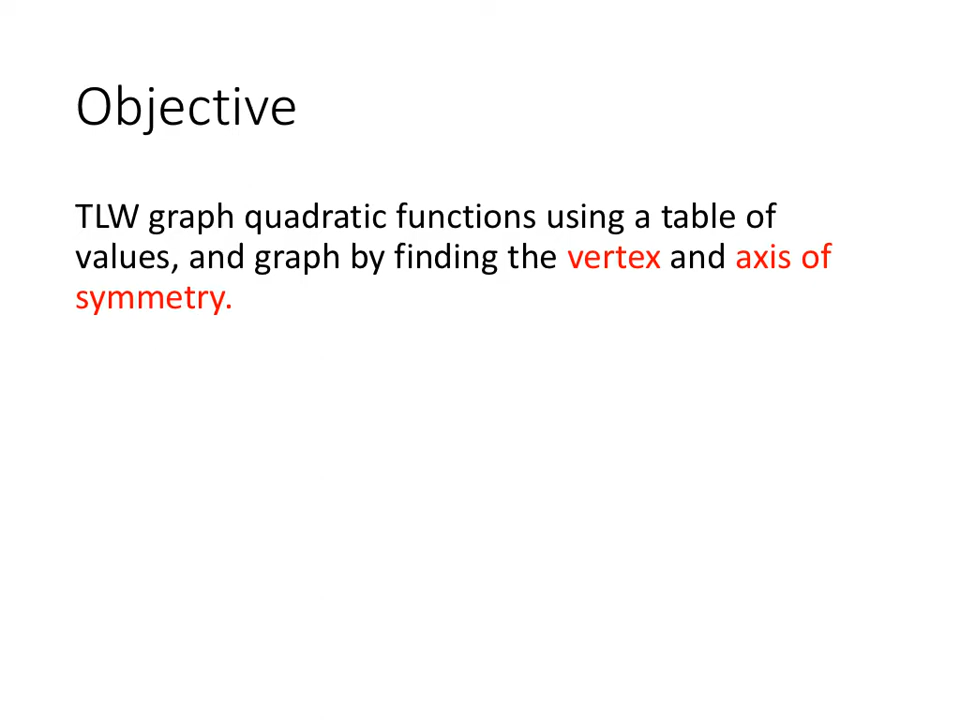 Objective
TLW graph quadratic functions using a table of
values, and graph by finding the vertex and axis of
symmetry.